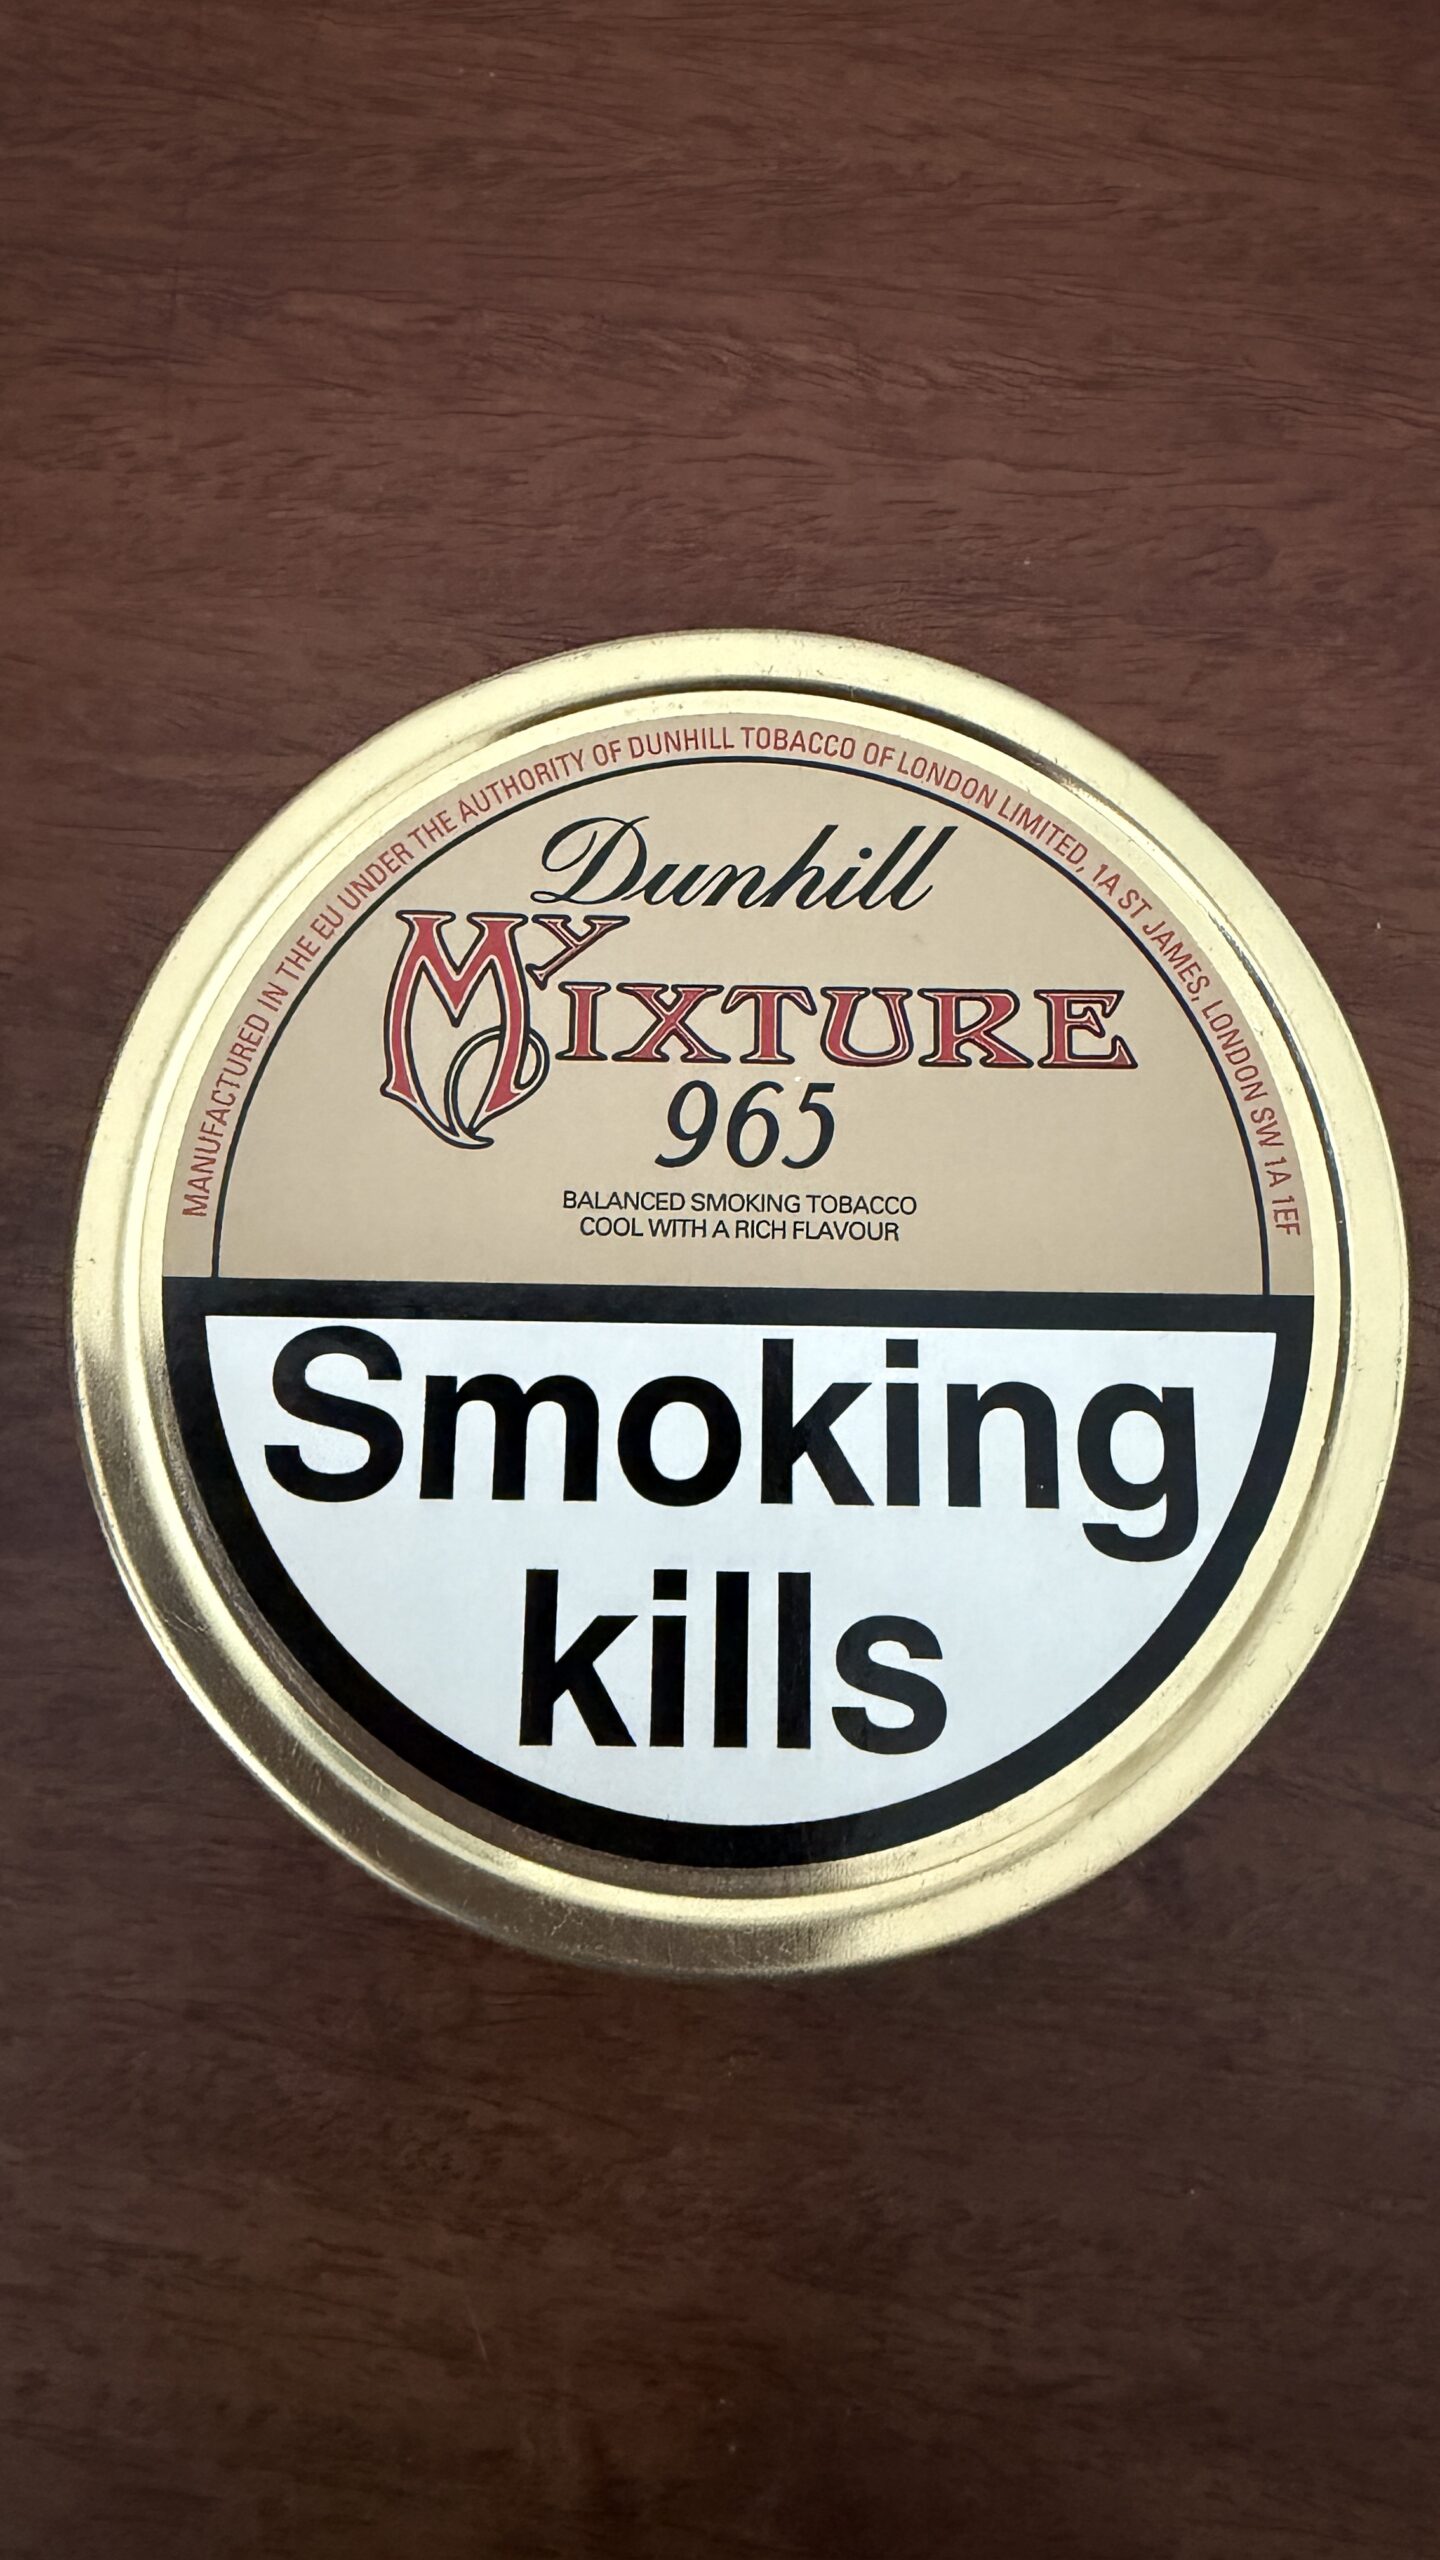 MANUFACTURED IN THE EU UNDER THE AUTHORITY OF DUNHILL TOBACCO OF LONDON LIMITED, 1A ST JAMES, LONDON SW 1A 1EF
Dunhill
MY MIXTURE
965
BALANCED SMOKING TOBACCO
COOL WITH A RICH FLAVOUR
Smoking
kills